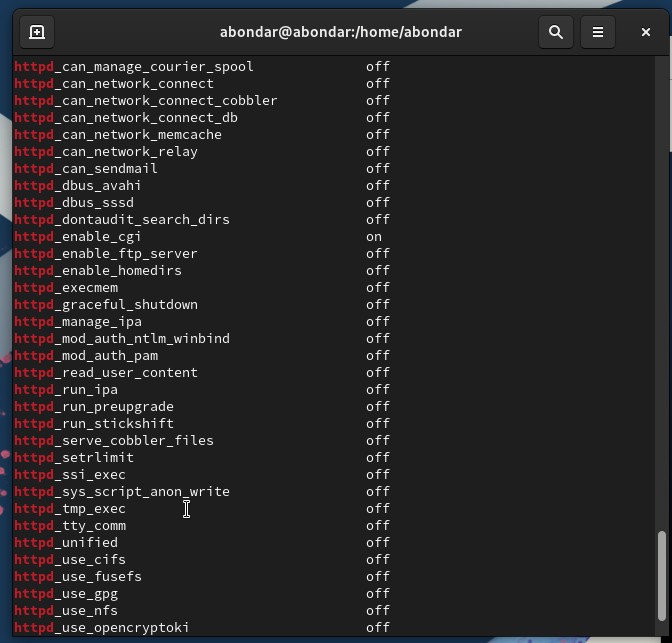 abondar@abondar:/home/abondar
httpd_can_manage_courier_spool off
httpd_can_network_connect off
httpd_can_network_connect_cobbler off
httpd_can_network_connect_db off
httpd_can_network_memcache off
httpd_can_network_relay off
httpd_can_sendmail off
httpd_dbus_avahi off
httpd_dbus_sssd off
httpd_dontaudit_search_dirs off
httpd_enable_cgi on
httpd_enable_ftp_server off
httpd_enable_homedirs off
httpd_execmem off
httpd_graceful_shutdown off
httpd_manage_ipa off
httpd_mod_auth_ntlm_winbind off
httpd_mod_auth_pam off
httpd_read_user_content off
httpd_run_ipa off
httpd_run_preupgrade off
httpd_run_stickshift off
httpd_serve_cobbler_files off
httpd_setrlimit off
httpd_ssi_exec off
httpd_sys_script_anon_write off
httpd_tmp_exec off
httpd_tty_comm off
httpd_unified off
httpd_use_cifs off
httpd_use_fusefs off
httpd_use_gpg off
httpd_use_nfs off
httpd_use_opencryptoki off